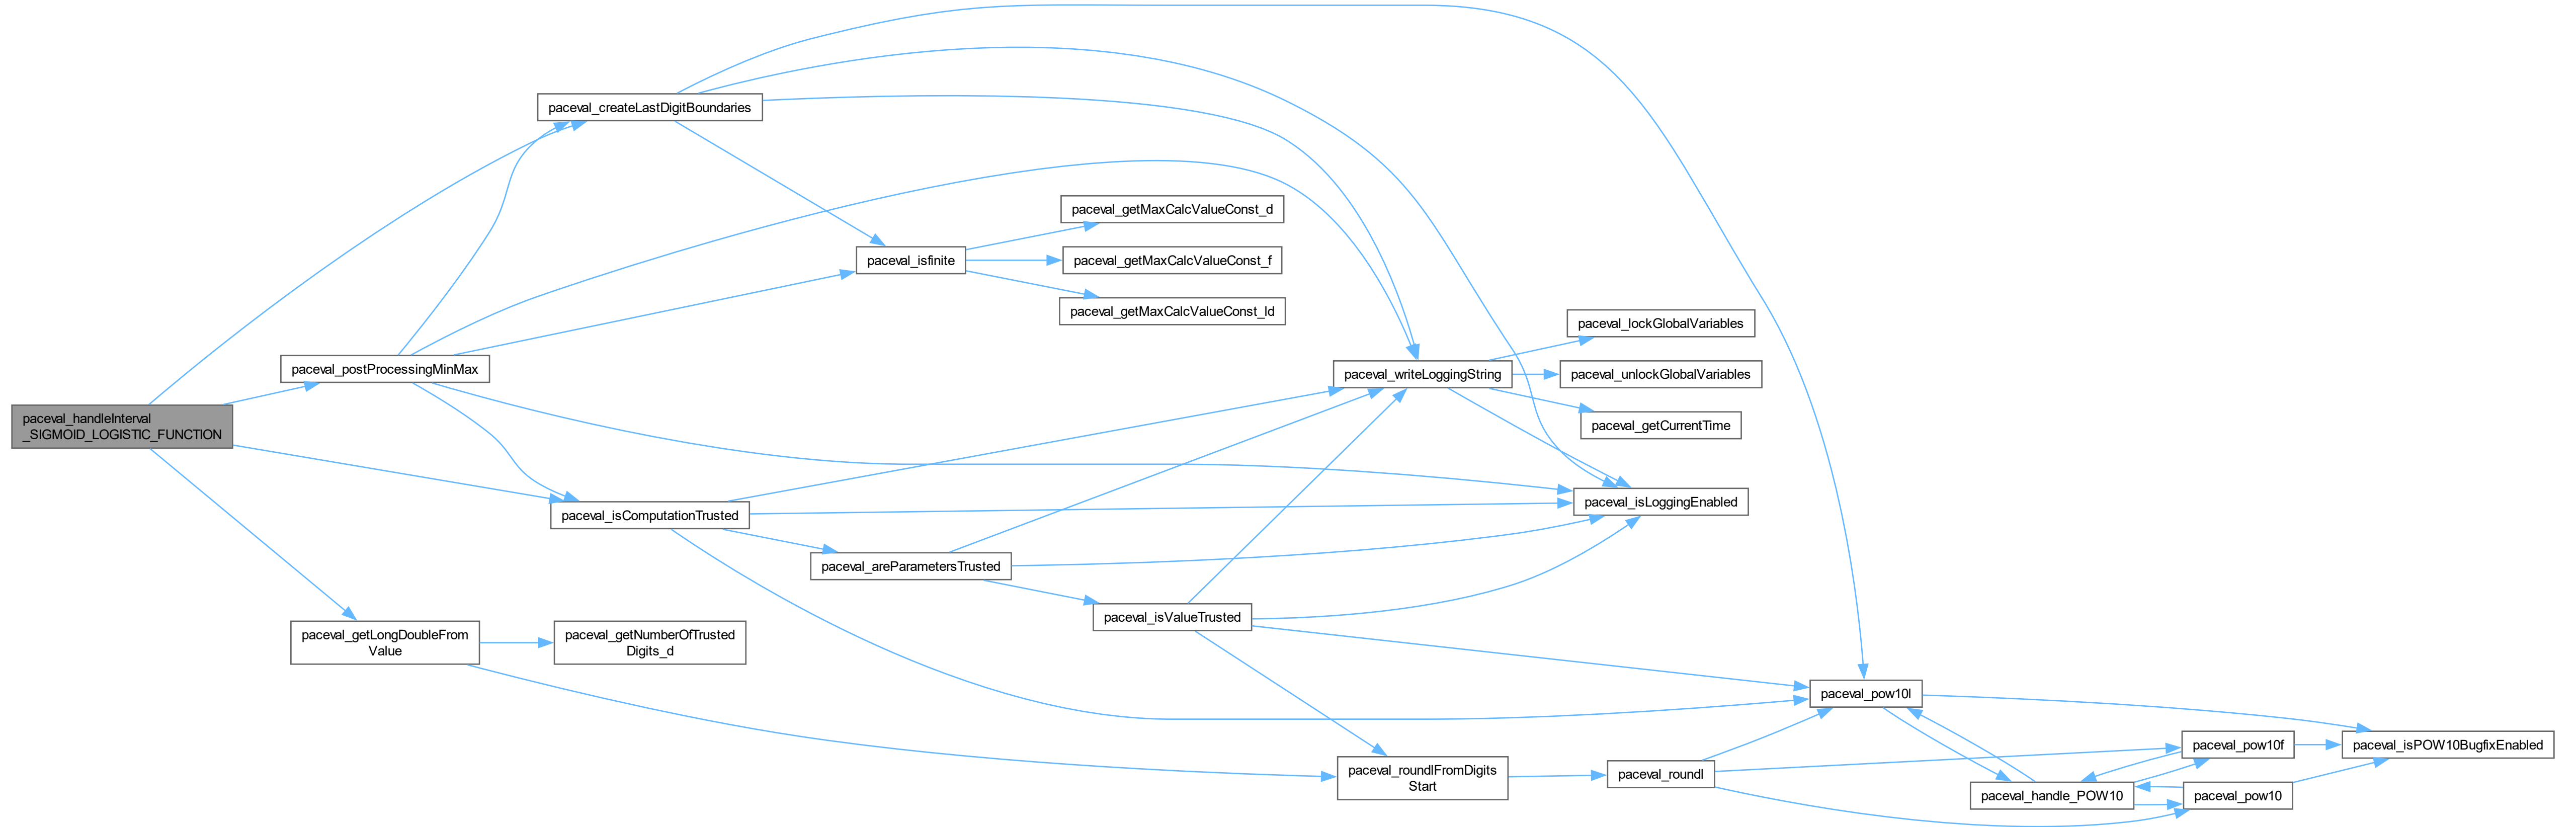 paceval_createLastDigitBoundaries
paceval_getMaxCalcValueConst_d
paceval_isfinite
paceval_getMaxCalcValueConst_f
paceval_getMaxCalcValueConst_ld
paceval_lockGlobalVariables
paceval_postProcessingMinMax
paceval_writeLoggingString
paceval_unlockGlobalVariables
paceval_handleInterval
_SIGMOID_LOGISTIC_FUNCTION
paceval_getCurrentTime
paceval_isComputationTrusted
paceval_isLoggingEnabled
paceval_areParametersTrusted
paceval_isValueTrusted
paceval_getLongDoubleFrom
Value
paceval_getNumberOfTrusted
Digits_d
paceval_pow10l
paceval_roundlFromDigits
Start
paceval_roundl
paceval_pow10f
paceval_isPOW10BugfixEnabled
paceval_handle_POW10
paceval_pow10